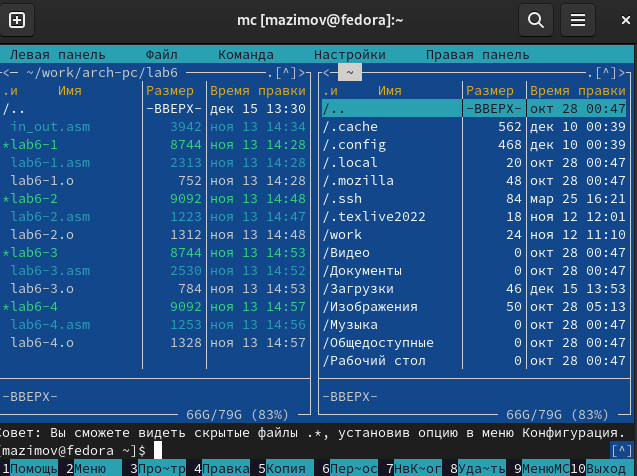 mc [mazimov@fedora]:~
Левая панель Файл Команда Настройки Правая панель
<— ~/work/arch-pc/lab6 .[^]> <— ~ .[^]>
.и Имя Размер Время правки .и Имя Размер Время правки
/.. -ВВЕРХ- дек 15 13:30 /.. -ВВЕРХ- окт 28 00:47
in_out.asm 3942 ноя 13 14:34 /.cache 562 дек 10 00:39
*lab6-1 8744 ноя 13 14:28 /.config 468 дек 10 00:39
lab6-1.asm 2313 ноя 13 14:28 /.local 20 окт 28 00:47
lab6-1.o 752 ноя 13 14:28 /.mozilla 48 окт 28 00:47
*lab6-2 9092 ноя 13 14:48 /.ssh 84 мар 25 16:21
lab6-2.asm 1223 ноя 13 14:47 /.texlive2022 18 ноя 12 12:01
lab6-2.o 1312 ноя 13 14:48 /work 24 ноя 12 11:10
*lab6-3 8744 ноя 13 14:53 /Видео 0 окт 28 00:47
lab6-3.asm 2530 ноя 13 14:52 /Документы 0 окт 28 00:47
lab6-3.o 784 ноя 13 14:53 /Загрузки 46 дек 15 13:53
*lab6-4 9092 ноя 13 14:57 /Изображения 50 окт 28 05:13
lab6-4.asm 1253 ноя 13 14:56 /Музыка 0 окт 28 00:47
lab6-4.o 1328 ноя 13 14:57 /Общедоступные 0 окт 28 00:47
/Рабочий стол 0 окт 28 00:47
-ВВЕРХ- -ВВЕРХ-
66G/79G (83%) 66G/79G (83%)
Совет: Вы сможете видеть скрытые файлы .*, установив опцию в меню Конфигурация.
[mazimov@fedora ~]$ [^]
1Помощь 2Меню 3Про~тр 4Правка 5Копия 6Пер~ос 7НвК~ог 8Уда~ть 9МенюМС 10Выход